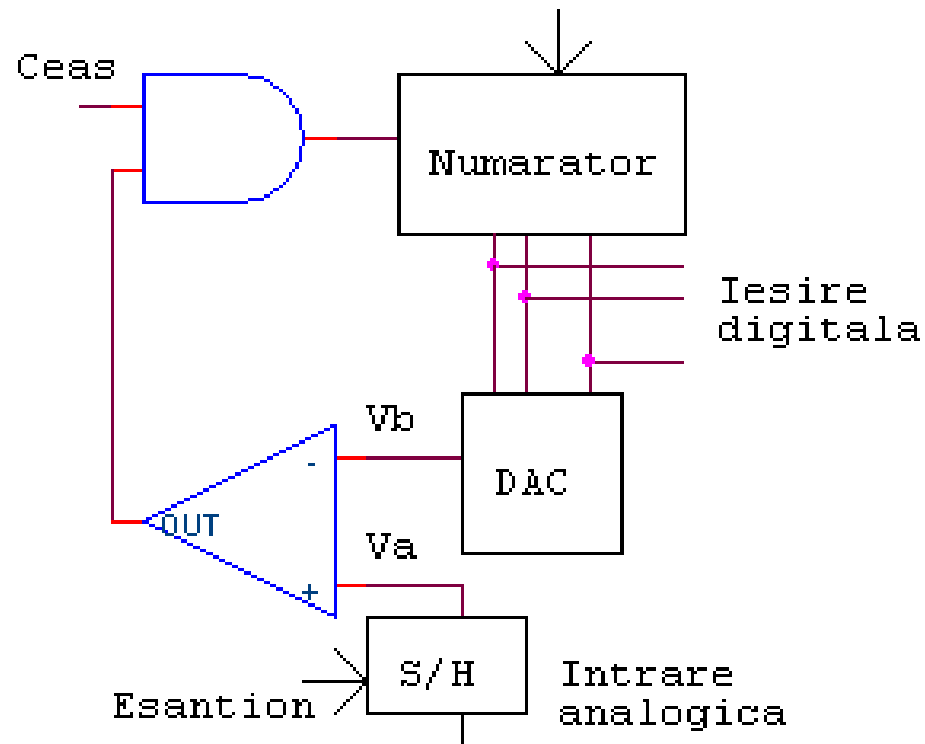 Ceas
Numarator
Iesire
digitala
Vb
-
DAC
OUT
Va
+
S/H
Intrare
Esantion
analogica